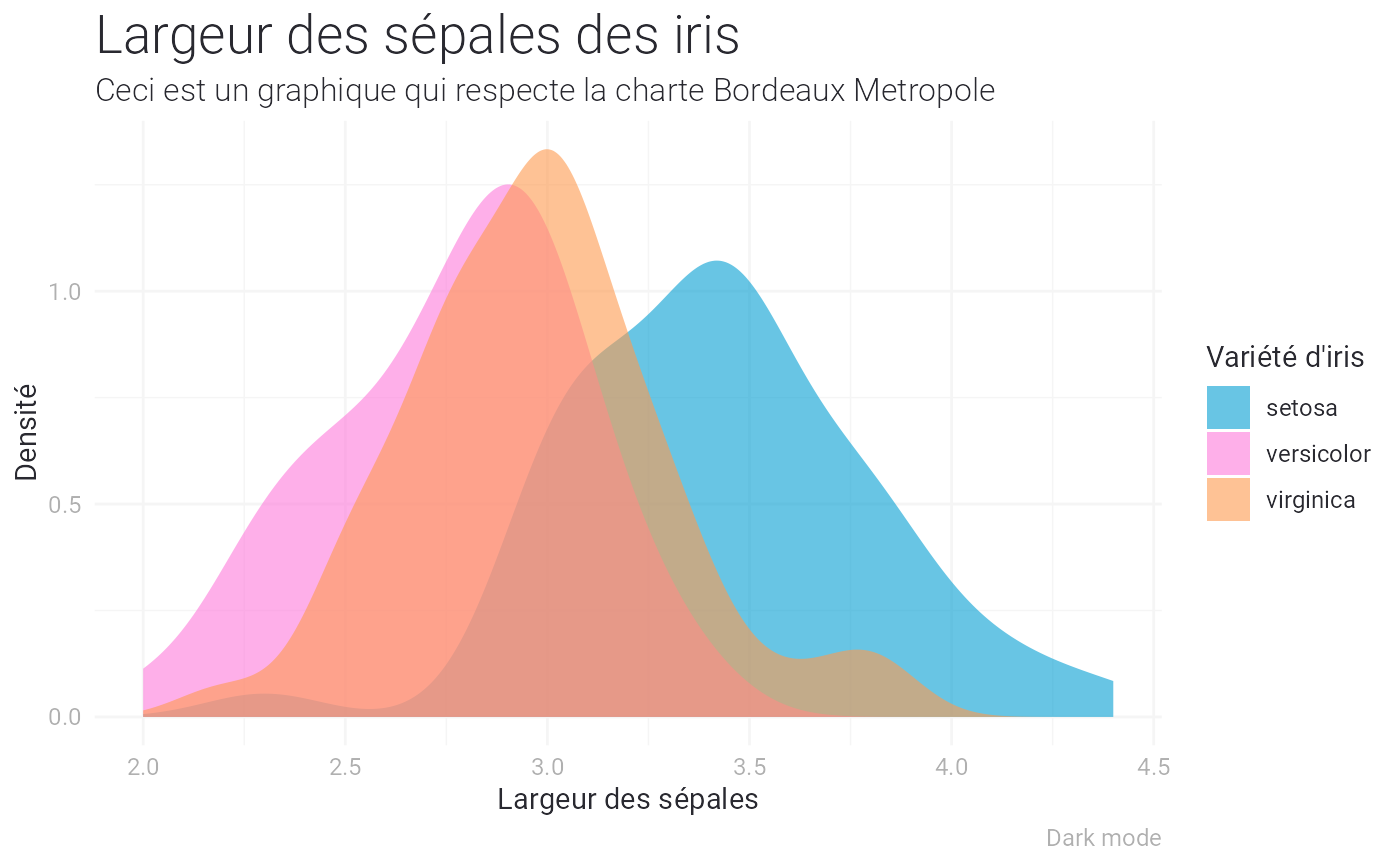 Largeur des sépales des iris
Ceci est un graphique qui respecte la charte Bordeaux Metropole
Densité
1.0
0.5
0.0
2.0 2.5 3.0 3.5 4.0 4.5
Largeur des sépales
Variété d'iris
setosa
versicolor
virginica
Dark mode